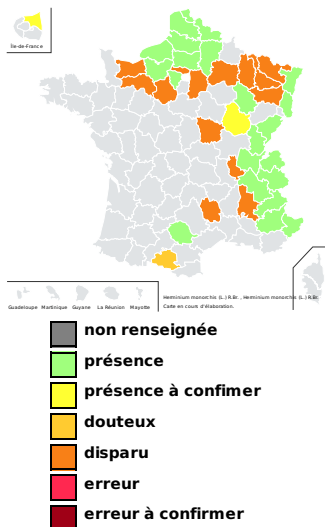 Île-de-France
Guadeloupe Martinique Guyane La Réunion Mayotte
Herminium monorchis (L.) R.Br. , Herminium monorchis (L.) R.Br.
Carte en cours d'élaboration.
non renseignée
présence
présence à confimer
douteux
disparu
erreur
erreur à confirmer